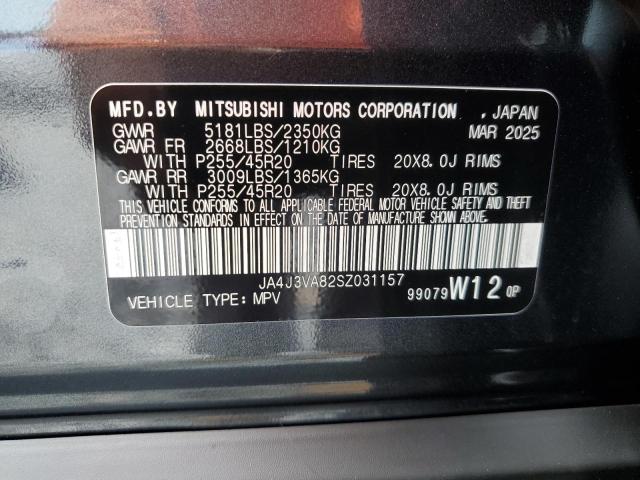 MFD.BY MITSUBISHI MOTORS CORPORATION , JAPAN
GVWR 5181LBS/2350KG MAR 2025
GAWR FR 2668LBS/1210KG
WITH P255/45R20 TIRES 20X8.0J RIMS
GAWR RR 3009LBS/1365KG
WITH P255/45R20 TIRES 20X8.0J RIMS
THIS VEHICLE CONFORMS TO ALL APPLICABLE FEDERAL MOTOR VEHICLE SAFETY AND THEFT
PREVENTION STANDARDS IN EFFECT ON THE DATE OF MANUFACTURE SHOWN ABOVE.
JA4J3VA82SZ031157
VEHICLE TYPE: MPV 99079 W12 0P